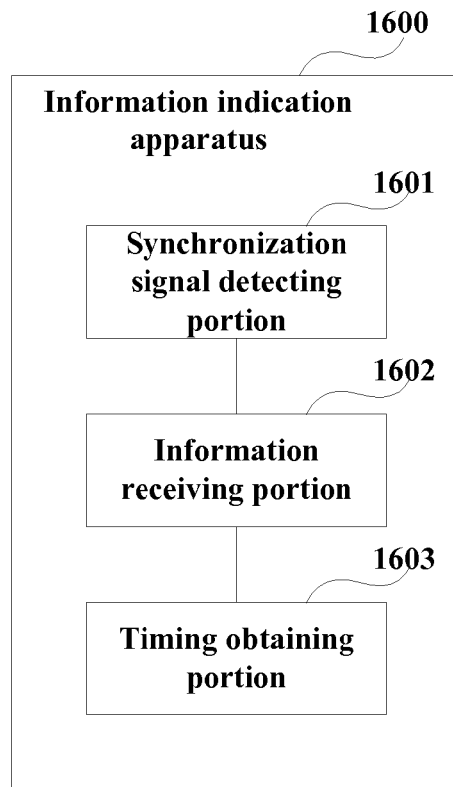 1600
Information indication
apparatus
1601
Synchronization
signal detecting
portion
1602
Information
receiving portion
1603
Timing obtaining
portion